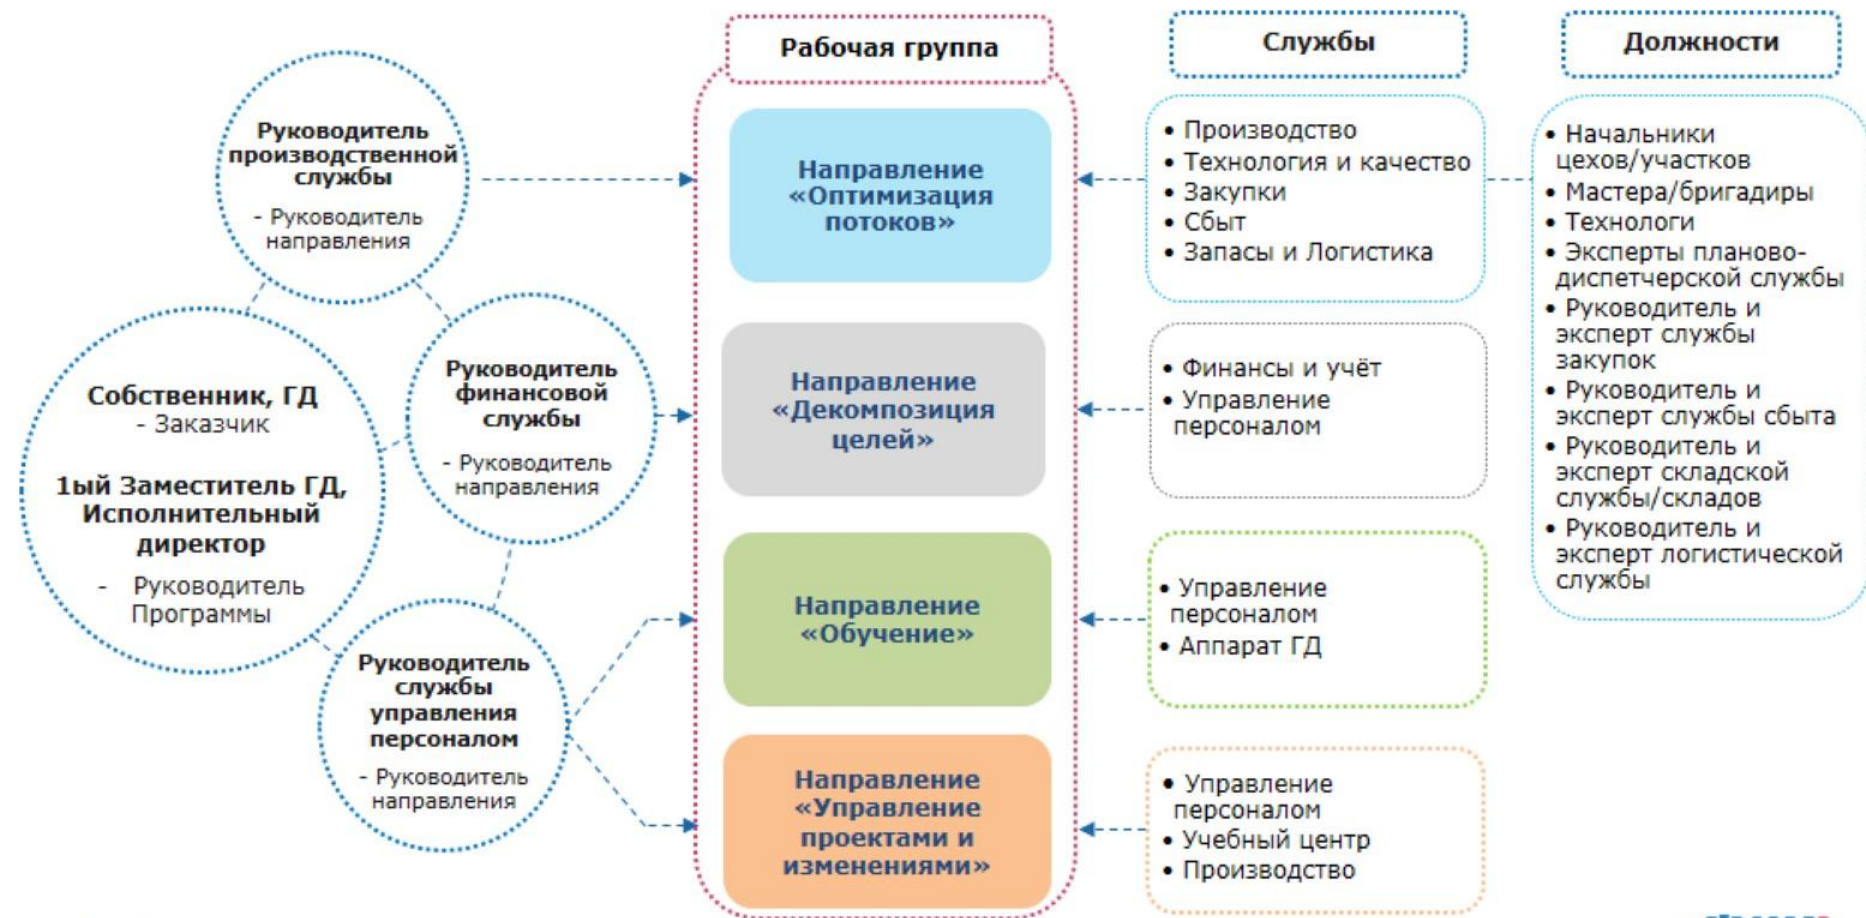 Рабочая группа
Службы
Должности
Руководитель
производственной
службы
- Руководитель
направления
Собственник, ГД
- Заказчик
1ый Заместитель ГД,
Исполнительный
директор
- Руководитель
Программы
Руководитель
финансовой
службы
- Руководитель
направления
Руководитель
службы
управления
персоналом
- Руководитель
направления
Направление
«Оптимизация
потоков»
Направление
«Декомпозиция
целей»
Направление
«Обучение»
Направление
«Управление
проектами и
изменениями»
• Производство
• Технология и качество
• Закупки
• Сбыт
• Запасы и Логистика
• Финансы и учёт
• Управление
персоналом
• Управление
персоналом
• Аппарат ГД
• Управление
персоналом
• Учебный центр
• Производство
• Начальники
цехов/участков
• Мастера/бригадиры
• Технологи
• Эксперты планово-
диспетчерской службы
• Руководитель и
эксперт службы
закупок
• Руководитель и
эксперт службы сбыта
• Руководитель и
эксперт складской
службы/складов
• Руководитель и
эксперт логистической
службы